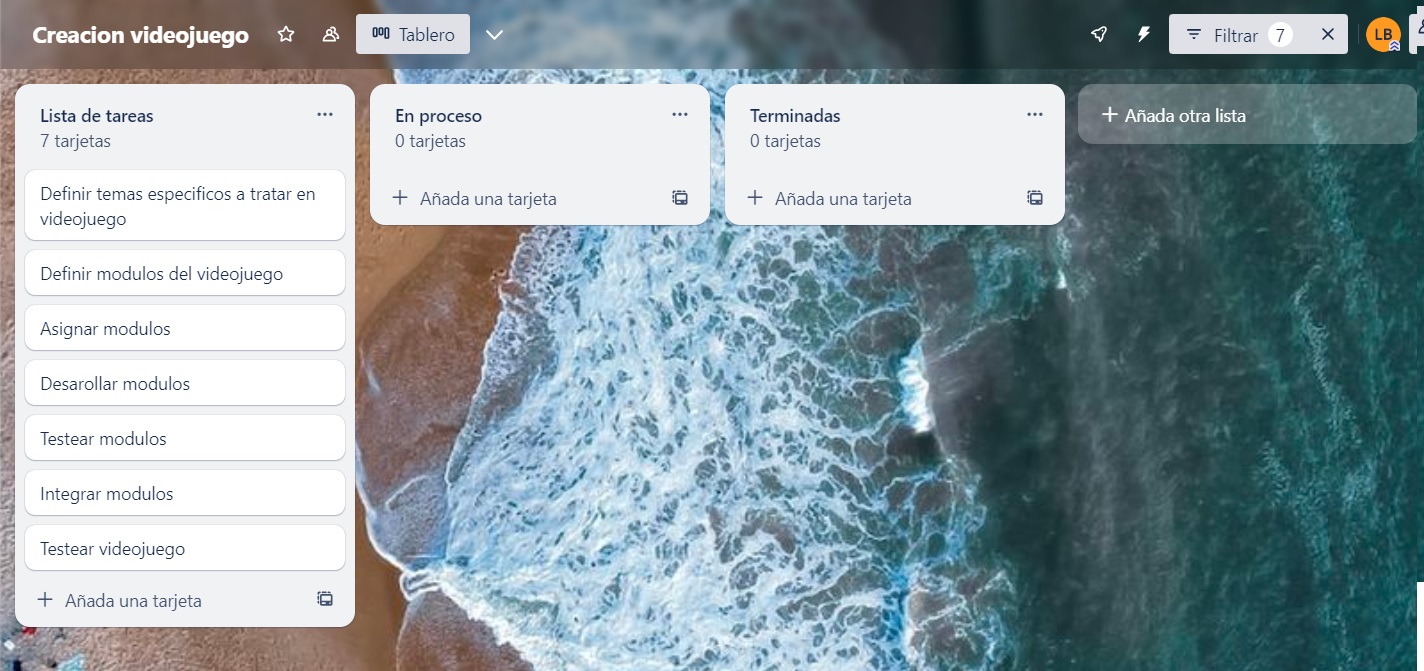 Creacion videojuego
Tablero
Filtrar 7
LB
Lista de tareas
7 tarjetas
Definir temas especificos a tratar en
videojuego
Definir modulos del videojuego
Asignar modulos
Desarollar modulos
Testear modulos
Integrar modulos
Testear videojuego
+ Añada una tarjeta
En proceso
0 tarjetas
+ Añada una tarjeta
Terminadas
0 tarjetas
+ Añada una tarjeta
+ Añada otra lista